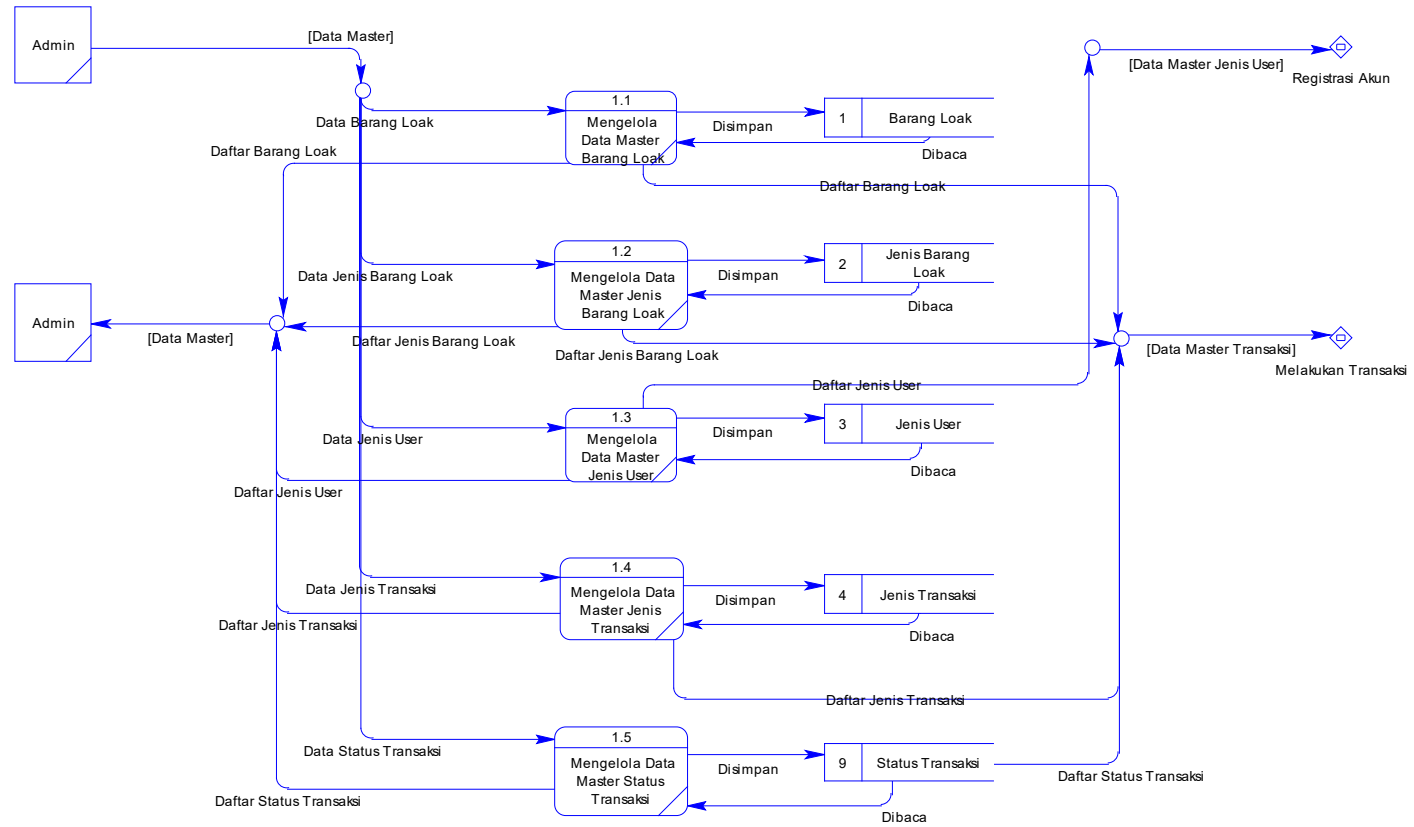 Admin
[Data Master]
[Data Master Jenis User]
Registrasi Akun
Data Barang Loak
1.1
Mengelola
Data Master
Barang Loak
Disimpan
1
Barang Loak
Dibaca
Daftar Barang Loak
Daftar Barang Loak
Data Jenis Barang Loak
1.2
Mengelola Data
Master Jenis
Barang Loak
Disimpan
2
Jenis Barang
Loak
Dibaca
Admin
[Data Master]
Daftar Jenis Barang Loak
Daftar Jenis Barang Loak
[Data Master Transaksi]
Melakukan Transaksi
Daftar Jenis User
Data Jenis User
1.3
Mengelola
Data Master
Jenis User
Disimpan
3
Jenis User
Dibaca
Daftar Jenis User
Data Jenis Transaksi
1.4
Mengelola Data
Master Jenis
Transaksi
Disimpan
4
Jenis Transaksi
Dibaca
Daftar Jenis Transaksi
Daftar Jenis Transaksi
Data Status Transaksi
1.5
Mengelola Data
Master Status
Transaksi
Disimpan
9
Status Transaksi
Daftar Status Transaksi
Daftar Status Transaksi
Dibaca